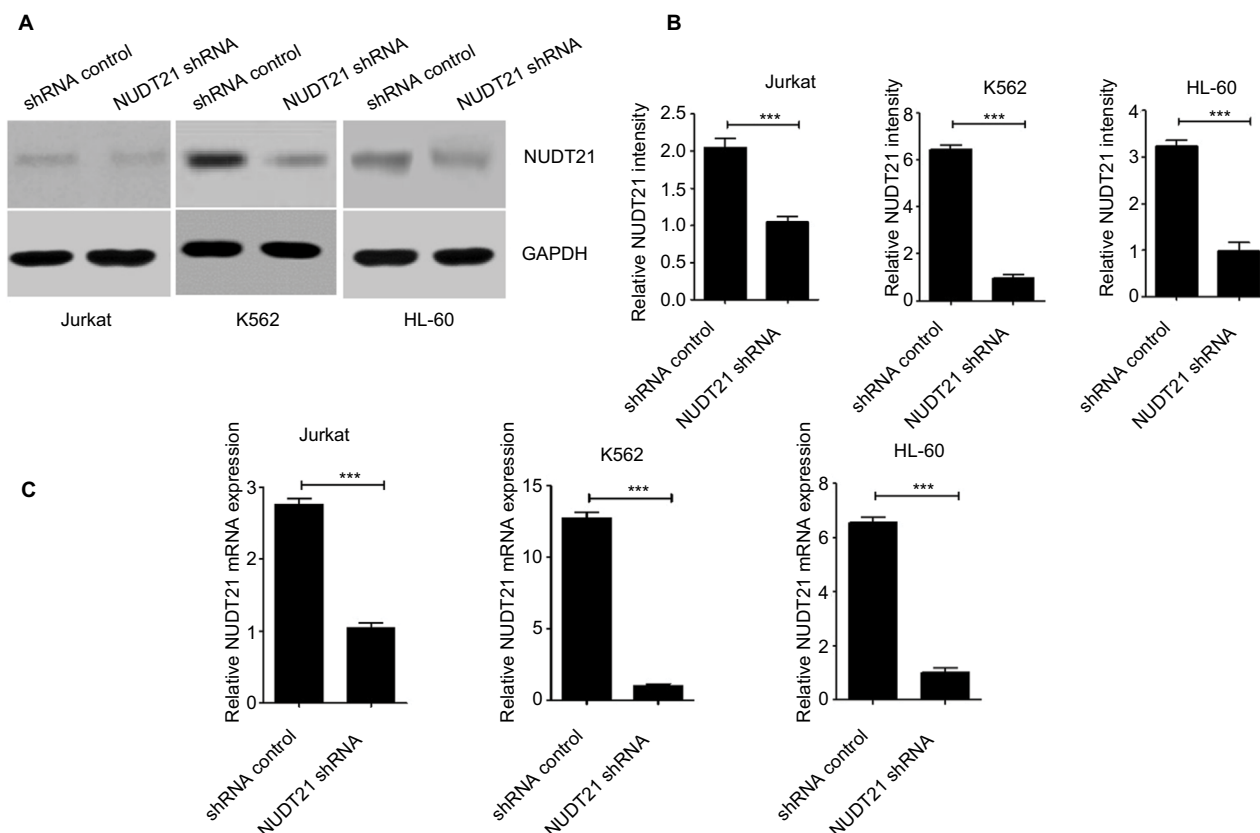 A
shRNA control
NUDT21 shRNA
shRNA control
NUDT21 shRNA
shRNA control
NUDT21 shRNA
NUDT21
GAPDH
Jurkat
K562
HL-60
B
Jurkat
Relative NUDT21 intensity
2.5
2.0
1.5
1.0
0.5
0.0
***
shRNA control
NUDT21 shRNA
K562
Relative NUDT21 intensity
8
6
4
2
0
***
shRNA control
NUDT21 shRNA
HL-60
Relative NUDT21 intensity
4
3
2
1
0
***
shRNA control
NUDT21 shRNA
C
Jurkat
Relative NUDT21 mRNA expression
3
2
1
0
***
shRNA control
NUDT21 shRNA
K562
Relative NUDT21 mRNA expression
15
10
5
0
***
shRNA control
NUDT21 shRNA
HL-60
Relative NUDT21 mRNA expression
8
6
4
2
0
***
shRNA control
NUDT21 shRNA